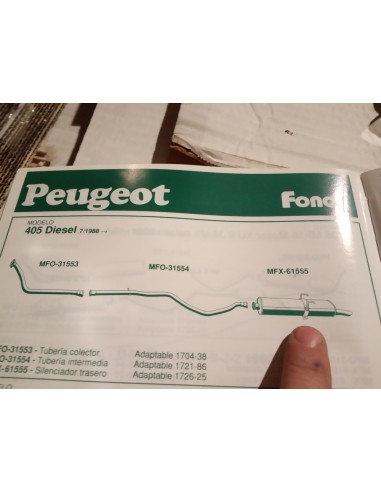 Peugeot
Fono
MODELO
405 Diesel 7/1988 →
MFO-31553
MFO-31554
MFX-61555
FO-31553 - Tubería colector Adaptable 1704-38
O-31554 - Tubería intermedia Adaptable 1721-86
X-61555 - Silenciador trasero Adaptable 1726-25